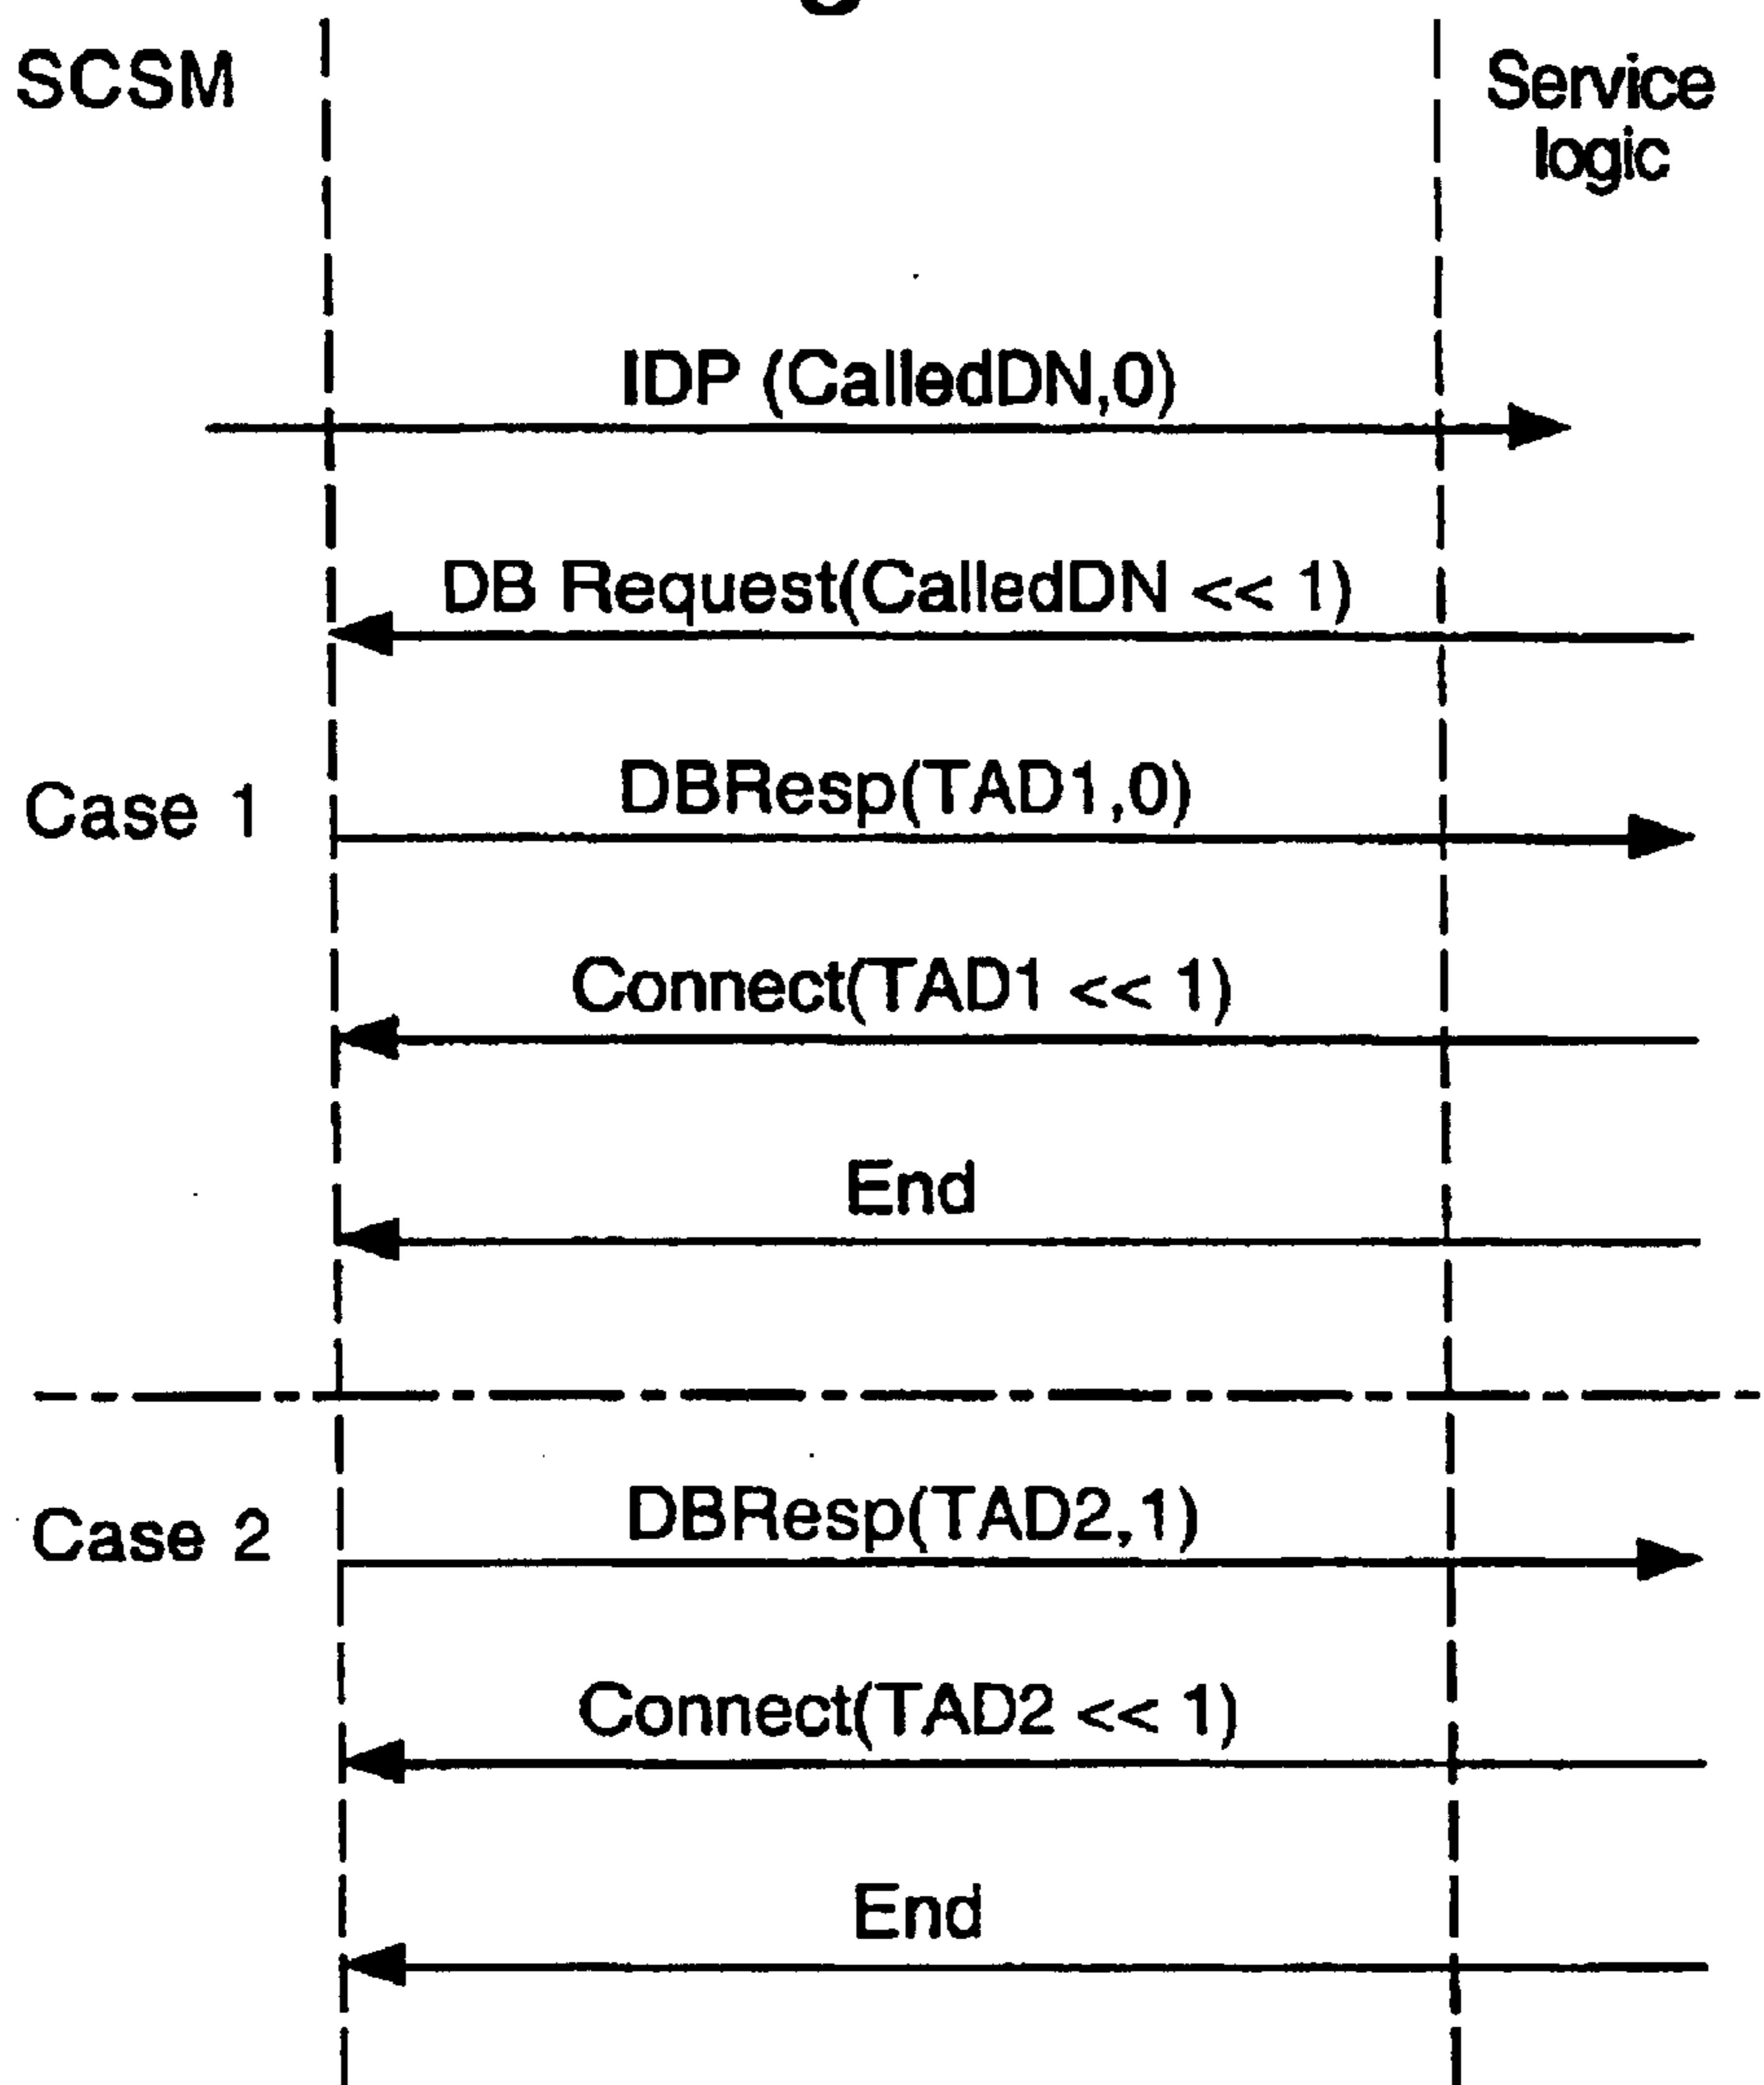 SCSM
Service
logic
IDP (CalledDN,0)
DB Request(CalledDN << 1)
Case 1
DBResp(TAD1,0)
Connect(TAD1 << 1)
End
Case 2
DBResp(TAD2,1)
Connect(TAD2 << 1)
End